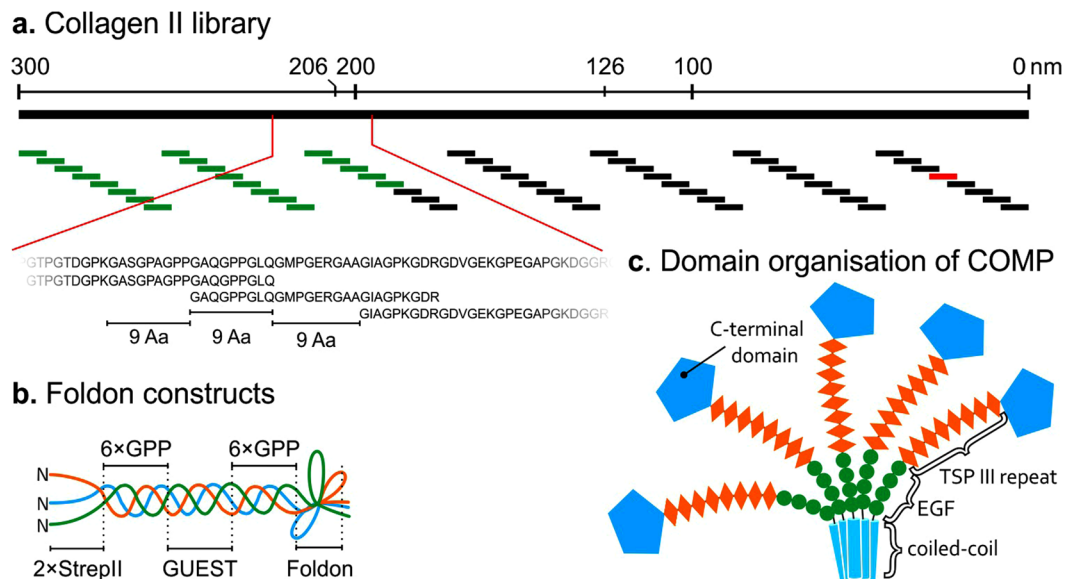 a. Collagen II library
300 206 200 126 100 0 nm
PGTPGTDGPKGASGPAGPPGAQGPPGLQGMPGERGAAGIAGPKGDRGDVGEKGPEGAPGKDGGR
GTPGTDGPKGASGPAGPPGAQGPPGLQ
GAQGPPGLQGMPGERGAAGIAGPKGDR
GIAGPKGDRGDVGEKGPEGAPGKDGGR
9 Aa 9 Aa 9 Aa
b. Foldon constructs
6×GPP 6×GPP
N
N
N
2×StrepII GUEST Foldon
c. Domain organisation of COMP
C-terminal
domain
TSP III repeat
EGF
coiled-coil